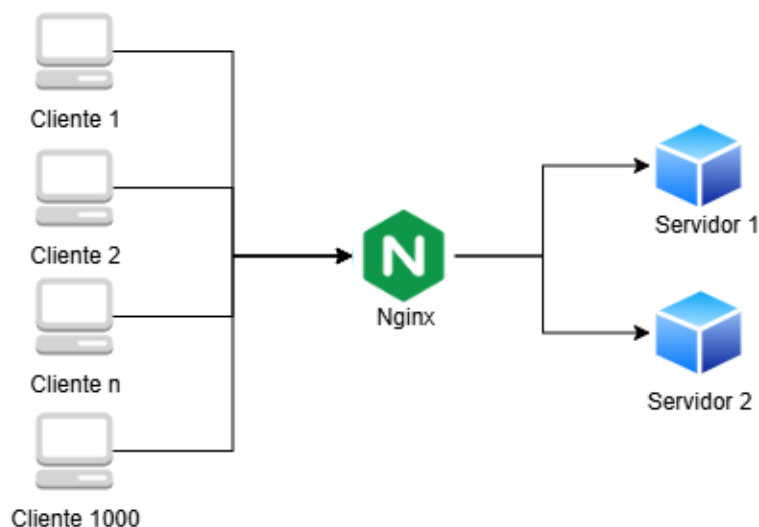 Cliente 1
Cliente 2
Cliente n
Cliente 1000
N
Nginx
Servidor 1
Servidor 2